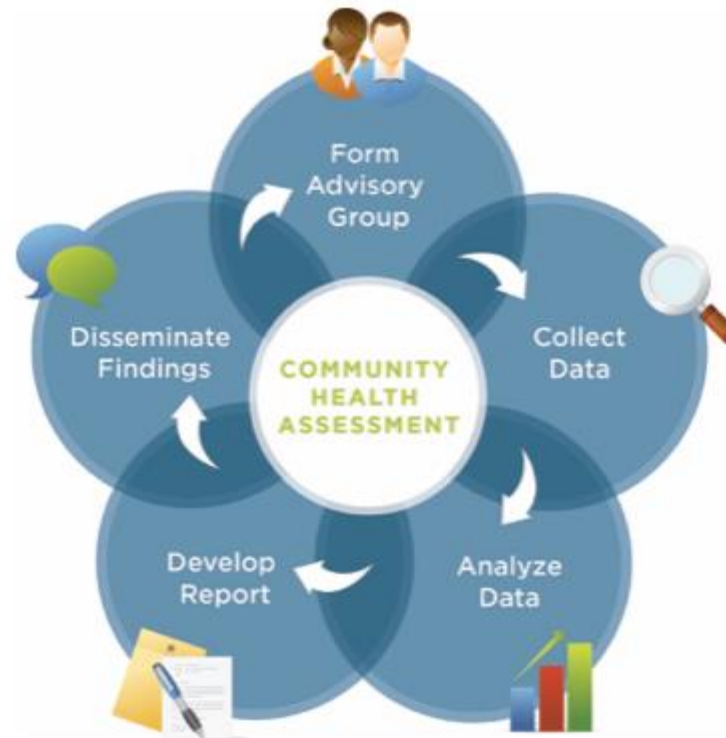 Form
Advisory
Group
Collect
Data
Analyze
Data
Develop
Report
Disseminate
Findings
COMMUNITY
HEALTH
ASSESSMENT